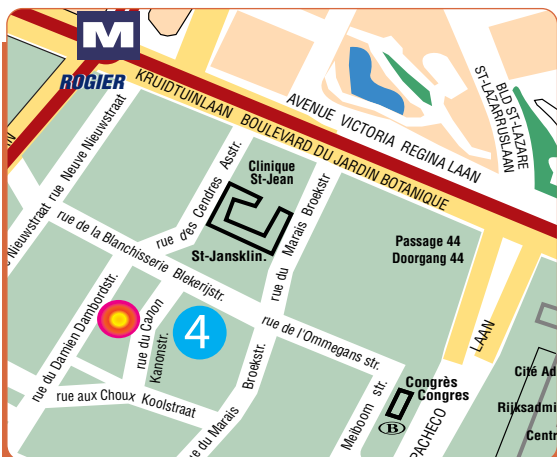 M
ROGIER
KRUIDTUINLAAN BOULEVARD DU JARDIN BOTANIQUE
AVENUE VICTORIA REGINA LAAN
BLD ST-LAZARE
ST-LAZARRUSLAAN
Nieuwstraat rue Neuve Nieuwstraat
rue des Cendres Asstr.
Clinique
St-Jean
St-Jansklin.
rue du Marais Broekstr
Passage 44
Doorgang 44
rue de la Blanchisserie Blekerijstr.
rue de l'Ommegans str.
rue du Damien Dambordstr.
rue du Canon
Kanonstr.
4
rue aux Choux Koolstraat
rue du Marais Broekstr.
Meiboom str.
Congrès
Congres
B
PACHECO LAAN
Cité Ad
Rijksadmi
Centr